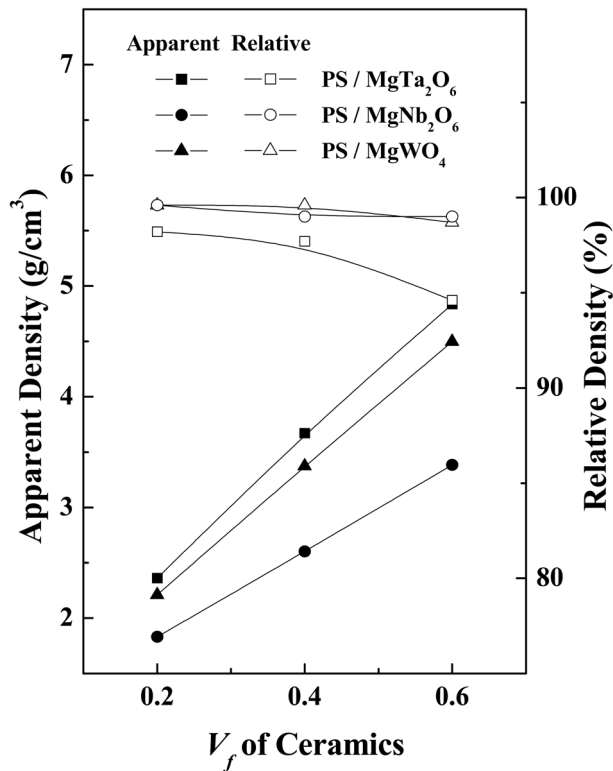 Apparent Relative
PS / MgTa₂O₆
PS / MgNb₂O₆
PS / MgWO₄
7
6
5
4
3
2
Apparent Density (g/cm³)
100
90
80
Relative Density (%)
0.2 0.4 0.6
V_f of Ceramics